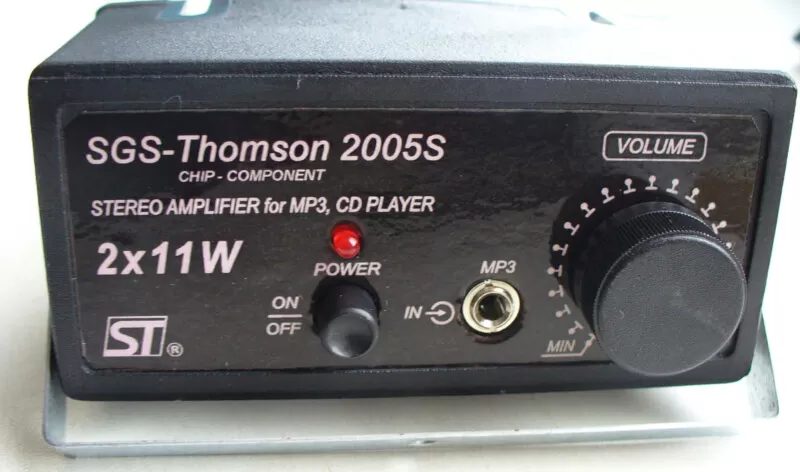 SGS-Thomson 2005S
CHIP - COMPONENT
STEREO AMPLIFIER for MP3, CD PLAYER
2x11W
POWER
ON
OFF
ST ®
MP3
IN
VOLUME
MIN